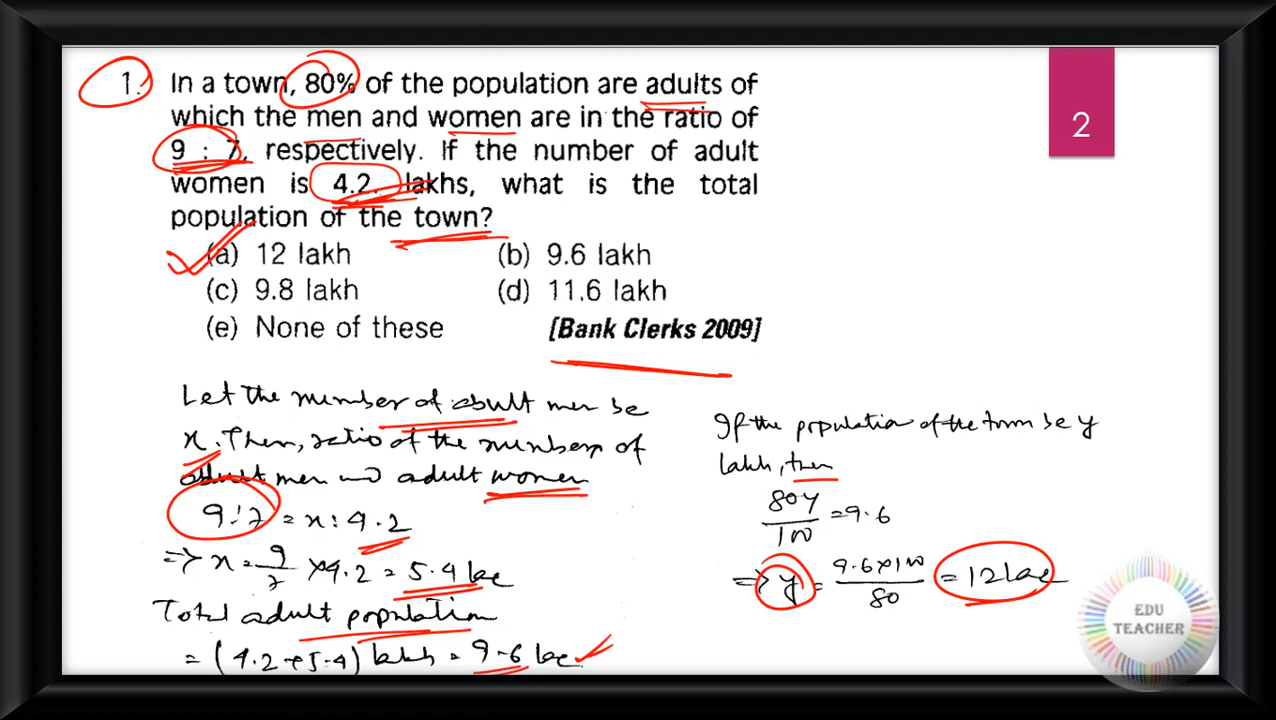 2
1. In a town, 80% of the population are adults of
which the men and women are in the ratio of
9 : 7, respectively. If the number of adult
women is 4.2 lakhs, what is the total
population of the town?
(a) 12 lakh (b) 9.6 lakh
(c) 9.8 lakh (d) 11.6 lakh
(e) None of these [Bank Clerks 2009]
Let the number of adult men be
x. Then, ratio of the numbers of
adult men and adult women
9:7 = x : 4.2
=> x = 9/7 × 4.2 = 5.4 lac
Total adult population
= (4.2 + 5.4) lakh = 9.6 lac
If the population of the town be y
lakh, then
80y/100 = 9.6
=> y = 9.6×100/80 = 12 lac
EDU
TEACHER